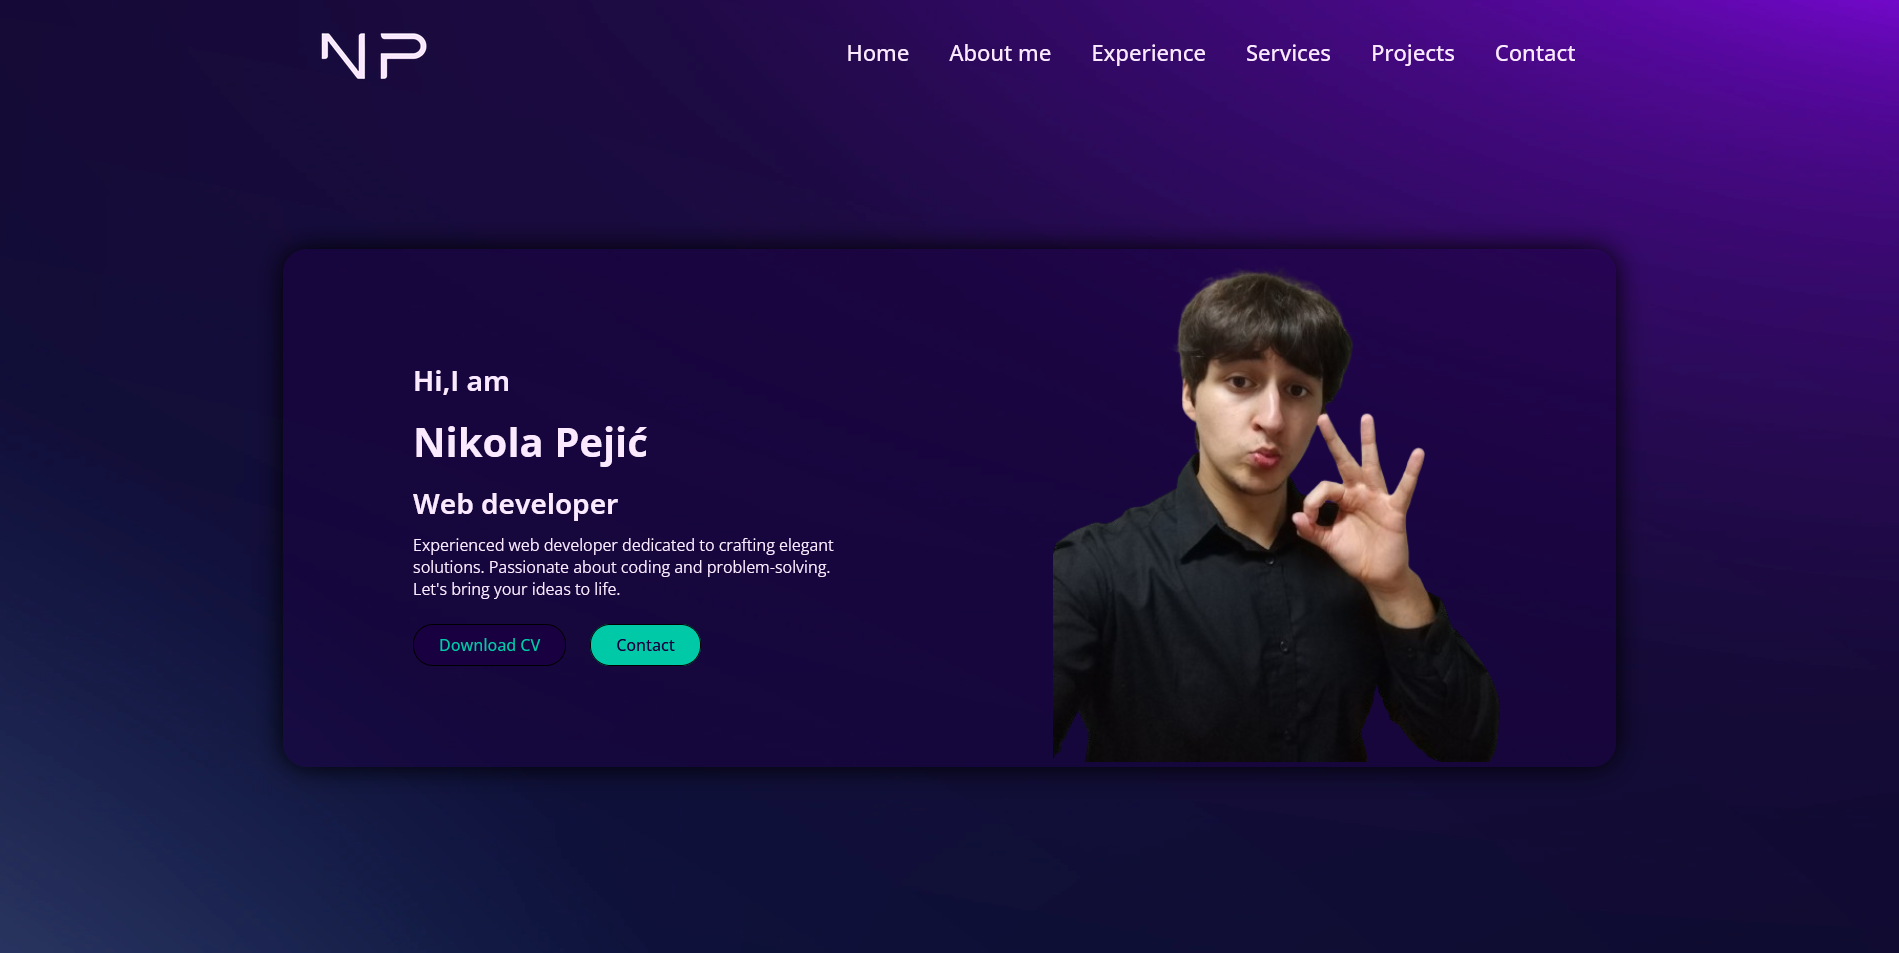 NP
Home About me Experience Services Projects Contact
Hi,I am
Nikola Pejić
Web developer
Experienced web developer dedicated to crafting elegant
solutions. Passionate about coding and problem-solving.
Let's bring your ideas to life.
Download CV Contact